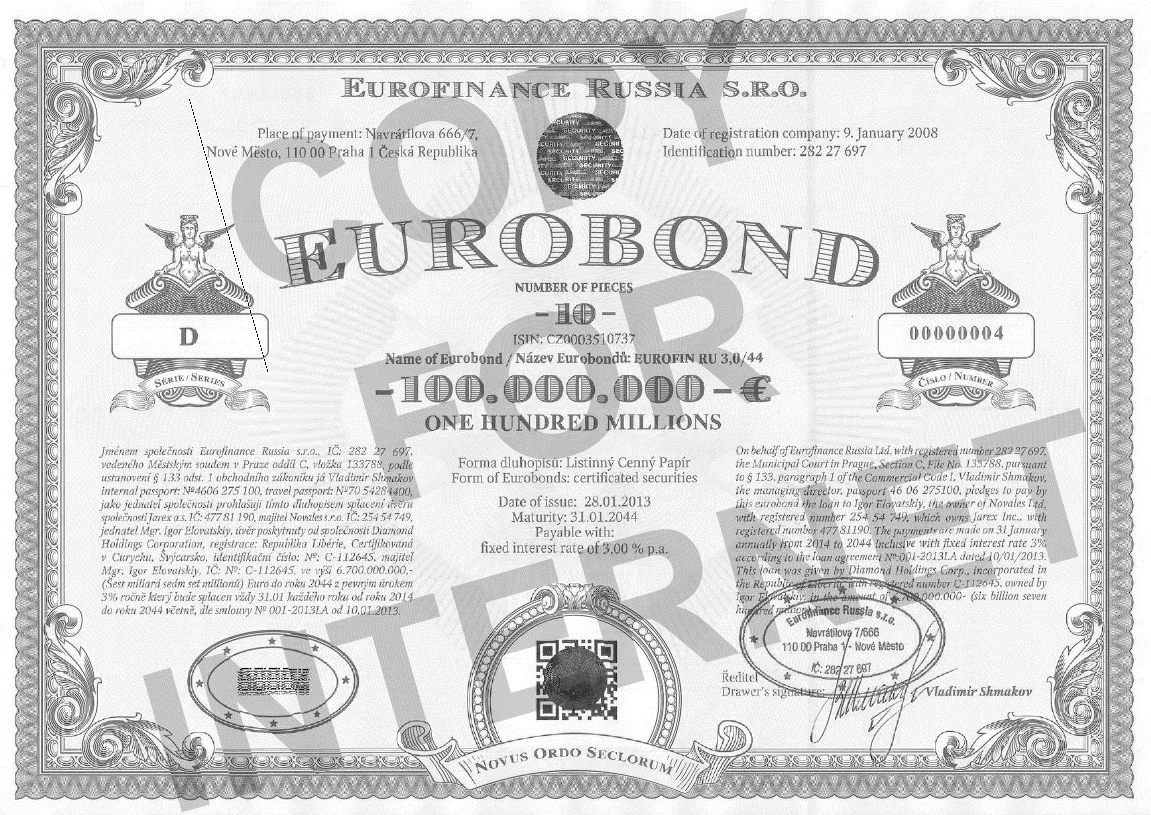 EUROFINANCE RUSSIA S.R.O.
Place of payment: Navrátilova 666/7,
Nové Město, 110 00 Praha 1 Česká Republika
Date of registration company: 9. January 2008
Identification number: 282 27 697
SECURITY
EUROBOND
NUMBER OF PIECES
-10-
ISIN: CZ0003510737
Name of Eurobond / Název Eurobondů: EUROFIN RU 3,0/44
-100.000.000-€
ONE HUNDRED MILLIONS
D
SÉRIE / SERIES
00000004
ČÍSLO / NUMBER
Jménem společnosti Eurofinance Russia s.r.o., IČ: 282 27 697,
vedeného Městským soudem v Praze oddíl C, vložka 133788, podle
ustanovení § 133 odst. 1 obchodního zákoníku já Vladimir Shmakov
internal passport: Nº4606 275 100, travel passport: Nº70 54284400,
jako jednatel společnosti prohlašuji tímto dluhopisem splacení úvěru
společnosti Jarex a.s. IČ: 477 81 190, majitel Novales s.r.o. IČ: 254 54 749,
jednatel Mgr. Igor Elovatskiy, úvěr poskytnutý od společnosti Diamond
Holdings Corporation, registrace: Republika Libérie, Certifikovaná
v Curychu, Švýcarsko, identifikační číslo: Nº: C-112645, majitel
Mgr. Igor Elovatskiy, IČ: Nº: C-112645, ve výši 6.700.000.000,-
(Šest miliard sedm set millionů) Euro do roku 2044 z pevným úrokem
3% ročně který bude splacen vždy 31.01 každého roku od roku 2014
do roku 2044 včetně, dle smlouvy Nº 001-2013LA od 10.01.2013.
Forma dluhopisů: Listinný Cenný Papír
Form of Eurobonds: certificated securities
Date of issue: 28.01.2013
Maturity: 31.01.2044
Payable with:
fixed interest rate of 3,00 % p.a.
On behalf of Eurofinance Russia Ltd, with registered number 282 27 697,
the Municipal Court in Prague, Section C, File No. 135788, pursuant
to § 133, paragraph 1 of the Commercial Code I, Vladimir Shmakov,
the managing director, passport 46 06 275100, pledges to pay by
this eurobond the loan to Igor Elovatskiy, the owner of Novales Ltd,
with registered number 254 54 749, which owns Jarex Inc., with
registered number 477 81190. The payments are made on 31 January
annually from 2014 to 2044 inclusive with fixed interest rate 3%
according to the loan agreement №-001-2013LA dated 10/01/2013.
This loan was given by Diamond Holdings Corp., incorporated in
the Republic of Liberia with registered number C-112645, owned by
Igor Elovatskiy, in the amount of 6.700.000.000- (six billion seven
hundred million
Eurofinance Russia s.r.o.
Navrátilova 7/666
110 00 Praha 1 - Nové Město
IČ: 282 27 697
Ředitel
Drawer's signature:
Vladimir Shmakov
NOVUS ORDO SECLORUM
COPY
FOR
INTERNET